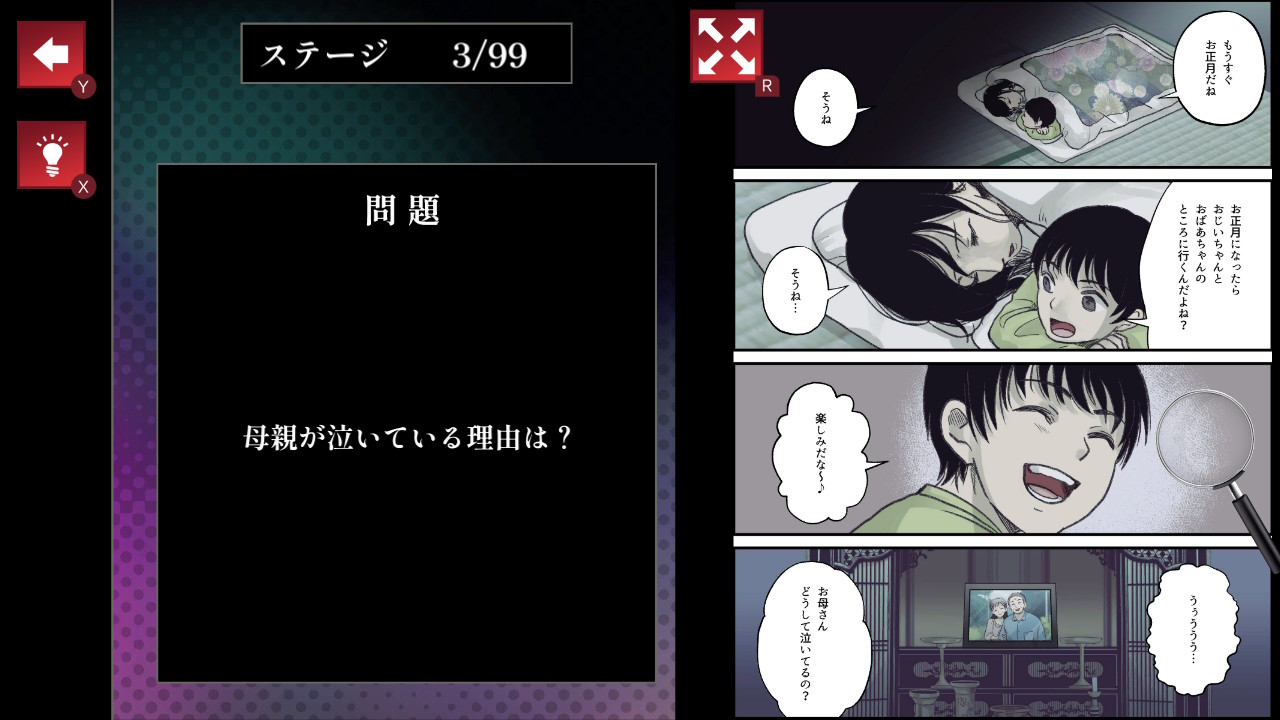 Y
X
ステージ 3/99
問題
母親が泣いている理由は？
R
もうすぐ
お正月だね
そうね
お正月になったら
おじいちゃんと
おばあちゃんの
ところに行くんだよね？
そうね…
楽しみだな～♪
うぅううう…
お母さん
どうして泣いてるの？